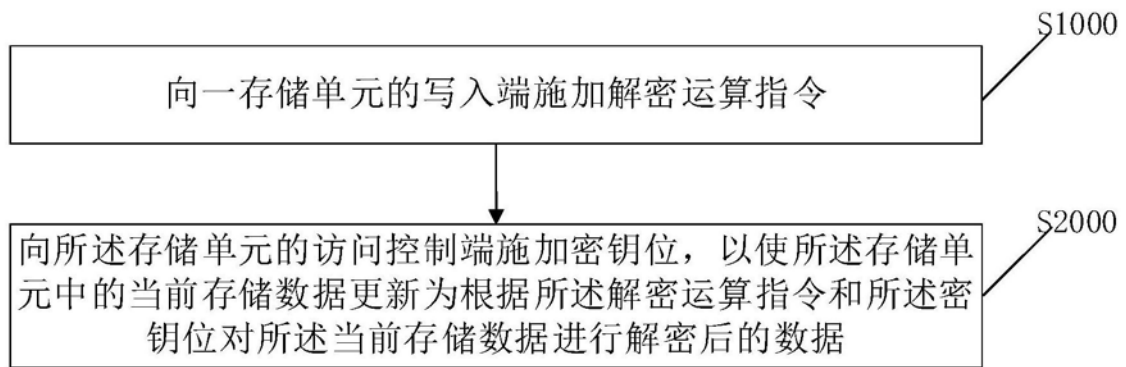 S1000
向一存储单元的写入端施加解密运算指令
S2000
向所述存储单元的访问控制端施加密钥位，以使所述存储单
元中的当前存储数据更新为根据所述解密运算指令和所述密
钥位对所述当前存储数据进行解密后的数据